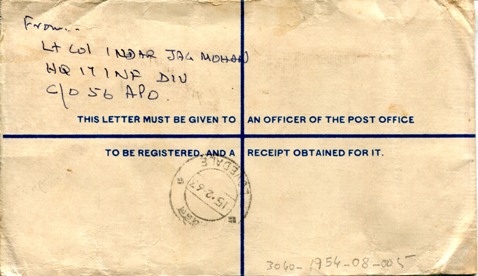 From:-
Lt Col INDAR JAG MOHAN
HQ 17 INF DIV
C/O 56 APO.
THIS LETTER MUST BE GIVEN TO AN OFFICER OF THE POST OFFICE
TO BE REGISTERED, AND A RECEIPT OBTAINED FOR IT.
3040-1954-08-005